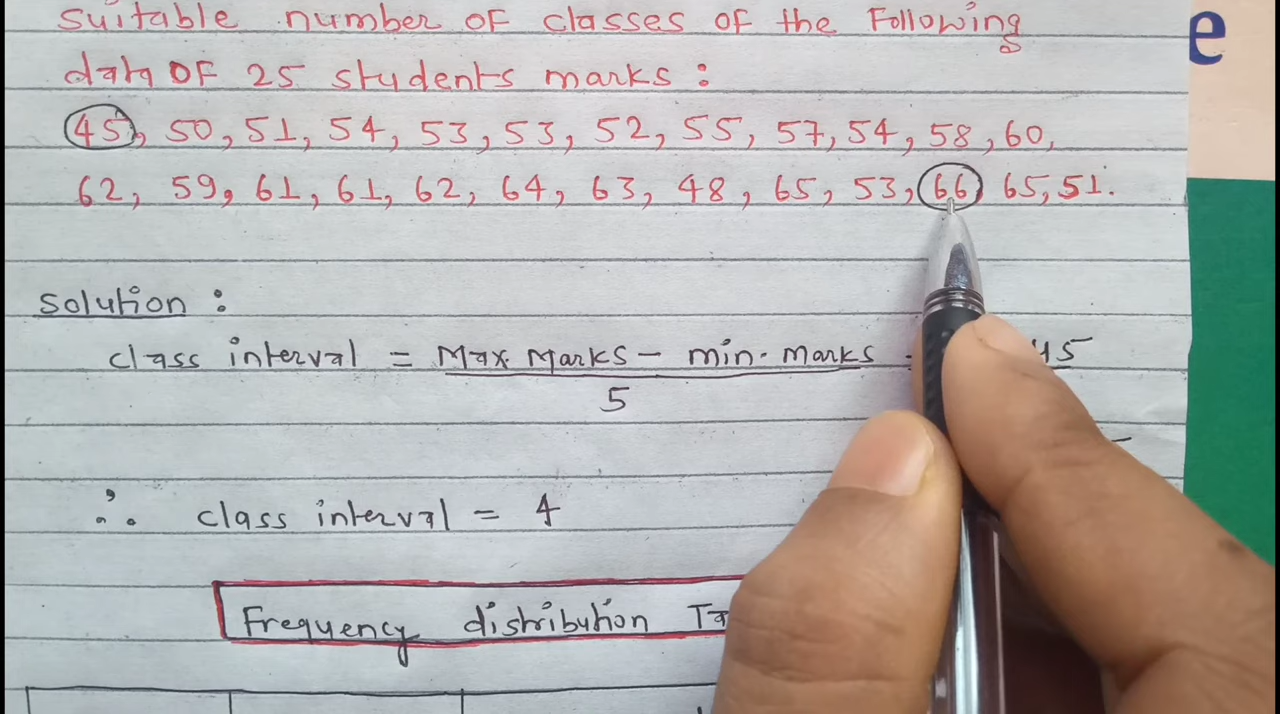 suitable number of classes of the Following
data of 25 students marks :
45, 50, 51, 54, 53, 53, 52, 55, 57, 54, 58, 60,
62, 59, 61, 61, 62, 64, 63, 48, 65, 53, 66 65, 51.
e
solution :
class interval = Max. Marks - min. marks = 45
5
∴ class interval = 4
Frequency distribution